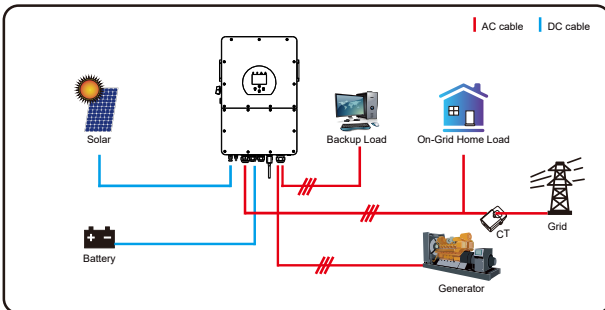 AC cable
DC cable
Solar
Backup Load
On-Grid Home Load
CT
Grid
Battery
Generator